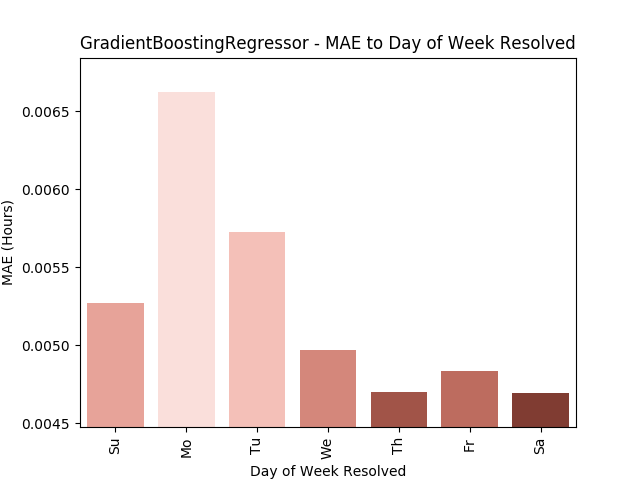 GradientBoostingRegressor - MAE to Day of Week Resolved
0.0065
0.0060
0.0055
0.0050
0.0045
MAE (Hours)
Su
Mo
Tu
We
Th
Fr
Sa
Day of Week Resolved